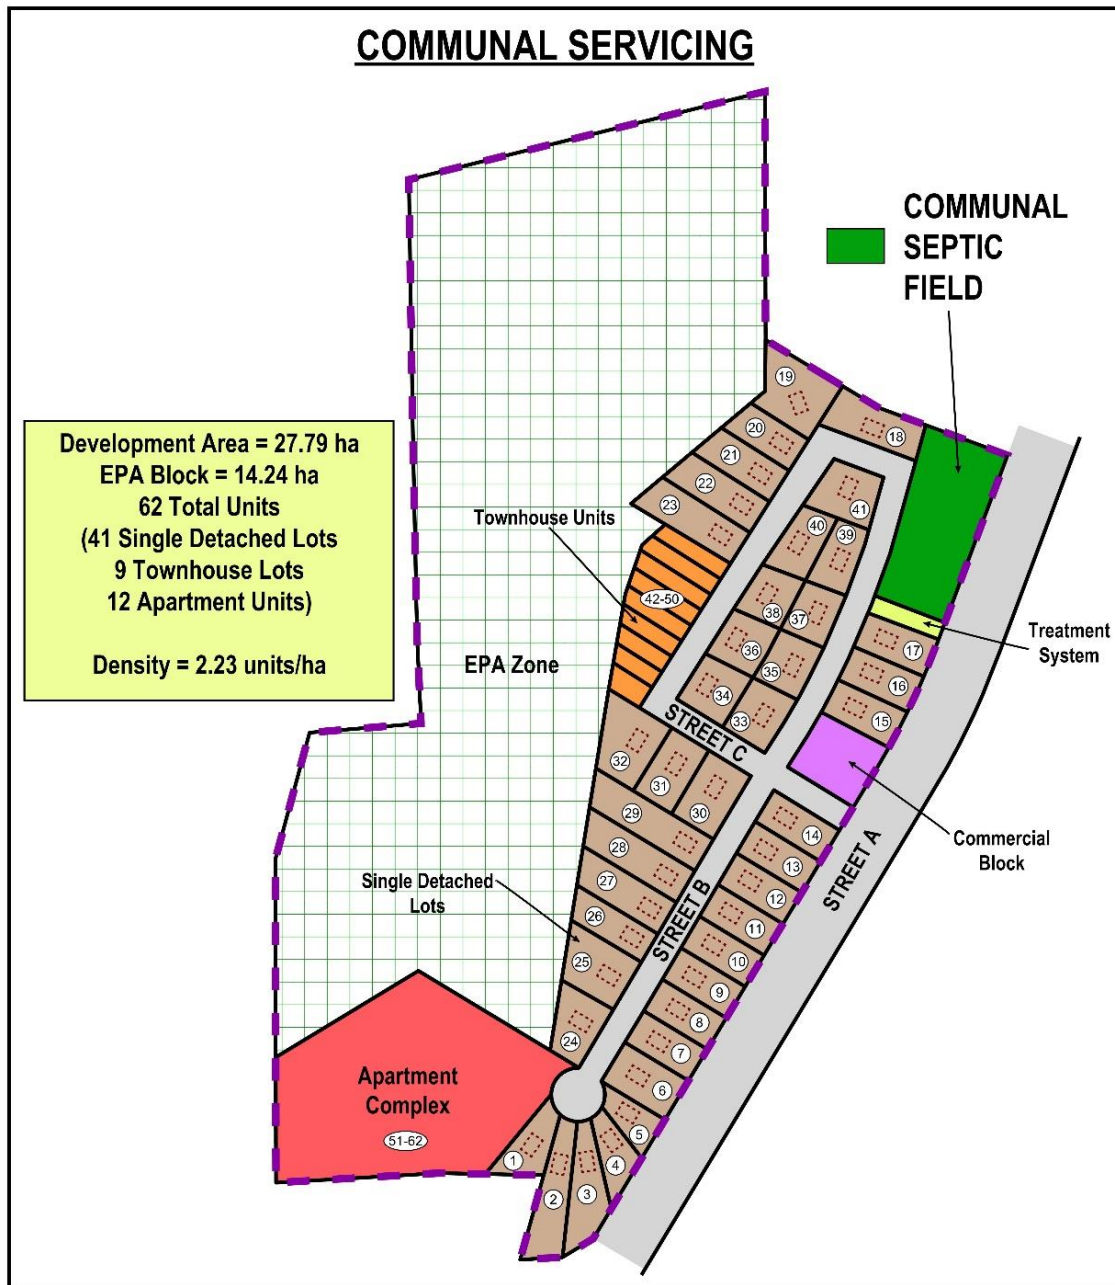 COMMUNAL SERVICING
COMMUNAL
SEPTIC
FIELD
Development Area = 27.79 ha
EPA Block = 14.24 ha
62 Total Units
(41 Single Detached Lots
9 Townhouse Lots
12 Apartment Units)
Density = 2.23 units/ha
19
18
20
21
22
23
41
40
39
Townhouse Units
42-50
38
37
36
35
34
33
EPA Zone
Treatment
System
17
16
15
STREET C
32
31
30
29
28
27
26
25
24
Commercial
Block
STREET A
STREET B
Single Detached
Lots
14
13
12
11
10
9
8
7
6
5
4
3
2
1
Apartment
Complex
51-62